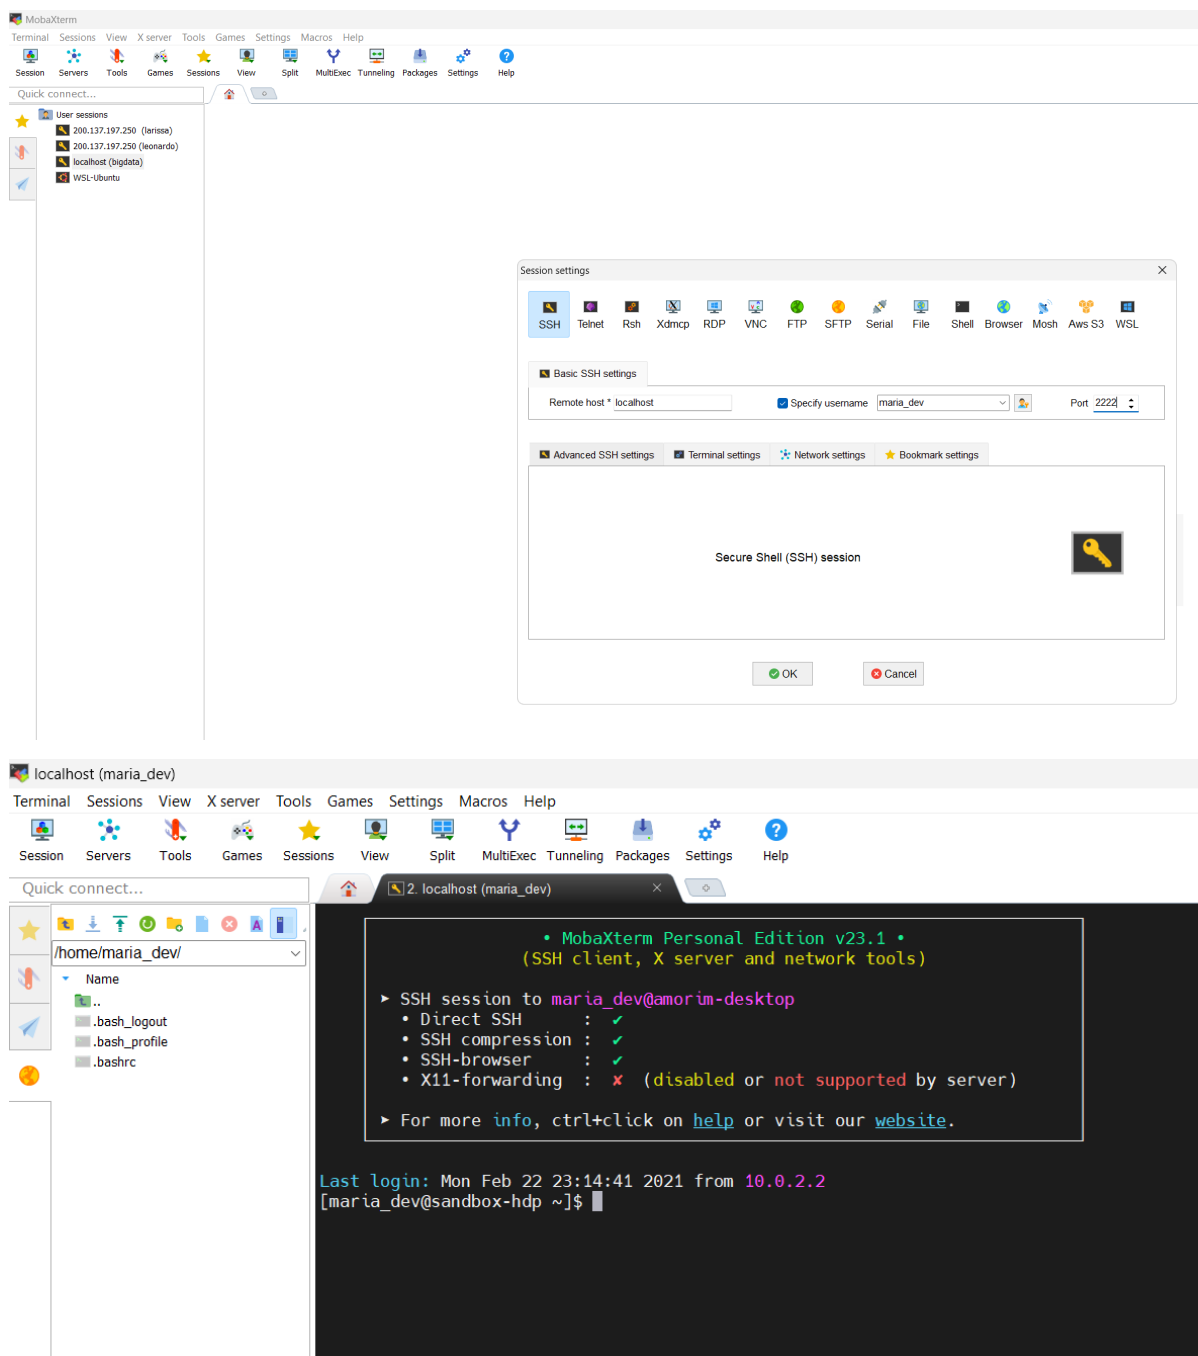 MobaXterm
Terminal Sessions View X server Tools Games Settings Macros Help
Session Servers Tools Games Sessions View Split MultiExec Tunneling Packages Settings Help
Quick connect...
User sessions
200.137.197.250 (larissa)
200.137.197.250 (leonardo)
localhost (bigdata)
WSL-Ubuntu
Session settings
SSH Telnet Rsh Xdmcp RDP VNC FTP SFTP Serial File Shell Browser Mosh Aws S3 WSL
Basic SSH settings
Remote host * localhost Specify username maria_dev Port 2222
Advanced SSH settings Terminal settings Network settings Bookmark settings
Secure Shell (SSH) session
OK Cancel
localhost (maria_dev)
Terminal Sessions View X server Tools Games Settings Macros Help
Session Servers Tools Games Sessions View Split MultiExec Tunneling Packages Settings Help
Quick connect...
2. localhost (maria_dev)
/home/maria_dev/
Name
..
.bash_logout
.bash_profile
.bashrc
• MobaXterm Personal Edition v23.1 •
(SSH client, X server and network tools)
➤ SSH session to maria_dev@amorim-desktop
• Direct SSH : ✔
• SSH compression : ✔
• SSH-browser : ✔
• X11-forwarding : ✘ (disabled or not supported by server)
➤ For more info, ctrl+click on help or visit our website.
Last login: Mon Feb 22 23:14:41 2021 from 10.0.2.2
[maria_dev@sandbox-hdp ~]$